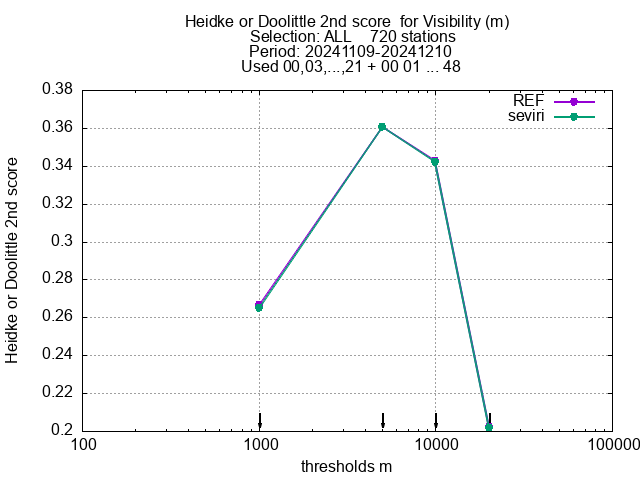 Heidke or Doolittle 2nd score  for Visibility (m)
Selection: ALL    720 stations
Period: 20241109-20241210
Used 00,03,...,21 + 00 01 ... 48
REF
seviri
Heidke or Doolittle 2nd score
0.38
0.36
0.34
0.32
0.3
0.28
0.26
0.24
0.22
0.2
100
1000
10000
100000
thresholds m